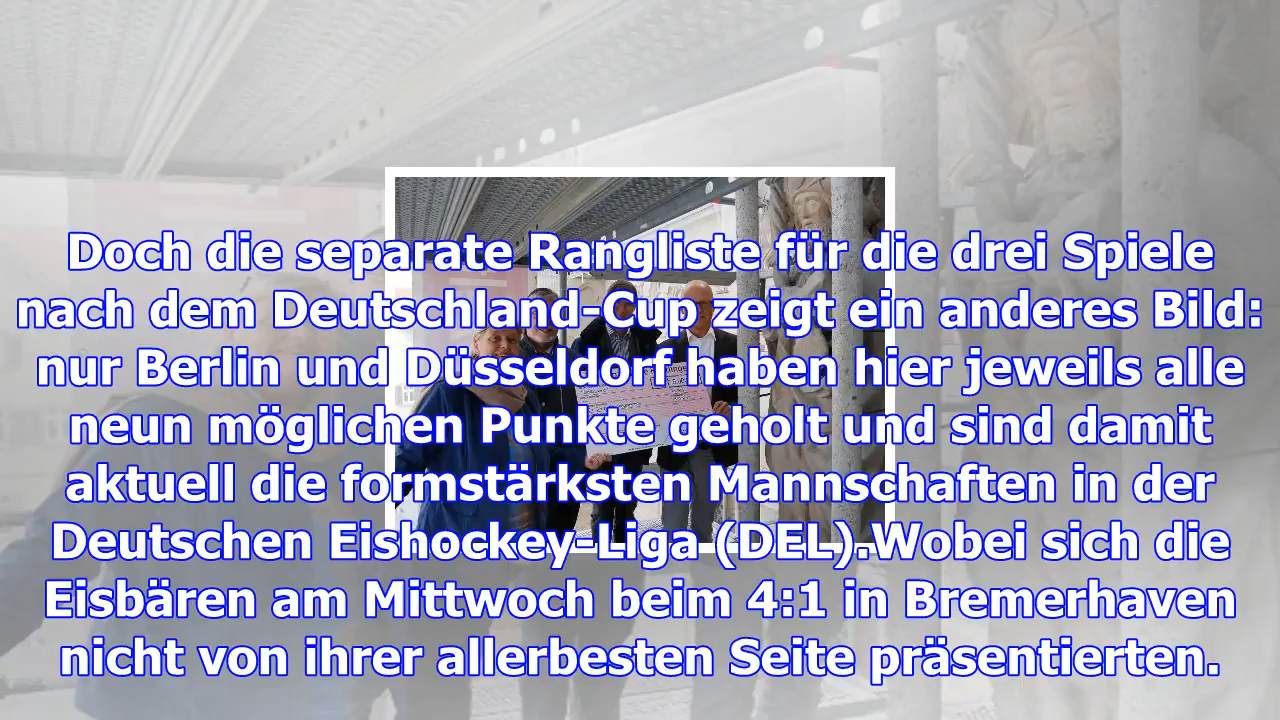 Doch die separate Rangliste für die drei Spiele
nach dem Deutschland-Cup zeigt ein anderes Bild:
nur Berlin und Düsseldorf haben hier jeweils alle
neun möglichen Punkte geholt und sind damit
aktuell die formstärksten Mannschaften in der
Deutschen Eishockey-Liga (DEL).Wobei sich die
Eisbären am Mittwoch beim 4:1 in Bremerhaven
nicht von ihrer allerbesten Seite präsentierten.